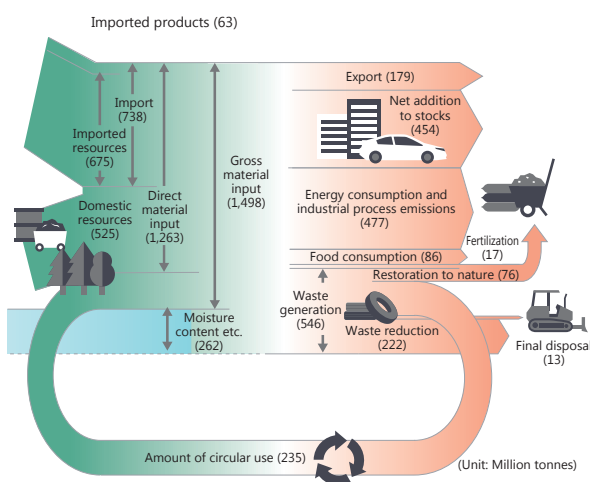 Imported products (63)
Export (179)
Net addition
to stocks
(454)
Import
(738)
Imported
resources
(675)
Gross
material
input
(1,498)
Domestic
resources
(525)
Direct
material
input
(1,263)
Energy consumption and
industrial process emissions
(477)
Fertilization
(17)
Food consumption (86)
Restoration to nature (76)
Waste
generation
(546)
Moisture
content etc.
(262)
Waste reduction
(222)
Final disposal
(13)
Amount of circular use (235)
(Unit: Million tonnes)